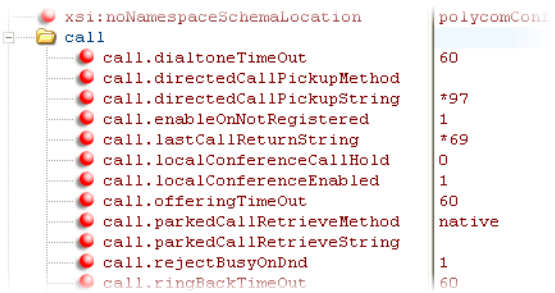 xsi:noNamespaceSchemaLocation polycomConf
call
call.dialtoneTimeOut 60
call.directedCallPickupMethod
call.directedCallPickupString *97
call.enableOnNotRegistered 1
call.lastCallReturnString *69
call.localConferenceCallHold 0
call.localConferenceEnabled 1
call.offeringTimeOut 60
call.parkedCallRetrieveMethod native
call.parkedCallRetrieveString
call.rejectBusyOnDnd 1
call.ringBackTimeOut 60